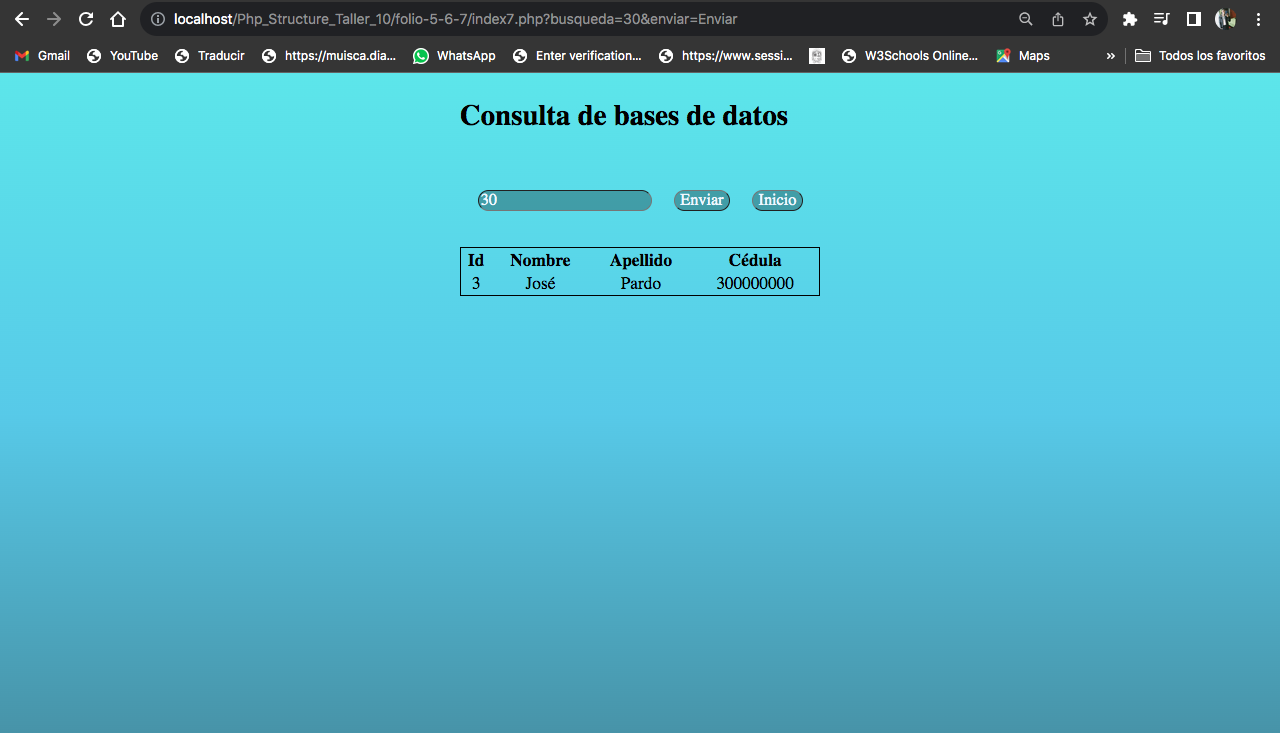 localhost/Php_Structure_Taller_10/folio-5-6-7/index7.php?busqueda=30&enviar=Enviar
Gmail YouTube Traducir https://muisca.dia... WhatsApp Enter verification... https://www.sessi... W3Schools Online... Maps » Todos los favoritos
Consulta de bases de datos
30 Enviar Inicio
Id Nombre Apellido Cédula
3 José Pardo 300000000